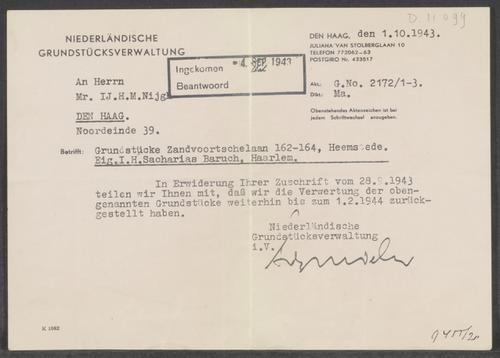 D. 11099
NIEDERLÄNDISCHE
GRUNDSTÜCKSVERWALTUNG
DEN HAAG, den 1.10.1943.
JULIANA VAN STOLBERGLAAN 10
TELEFON 772062-63
POSTGIRO Nr. 433517
Ingekomen 1943
Beantwoord
An Herrn
Mr. IJ.H.M.Nijgh
DEN HAAG.
Noordeinde 39.
Akt.: G.No. 2172/1-3.
Dikt.: Ma.
Obenstehendes Aktenzeichen ist bei
jedem Schriftwechsel anzugeben.
Betrifft: Grundstücke Zandvoortschelaan 162-164, Heemstede.
Eig.I.H.Sacharias Baruch, Haarlem.
In Erwiderung Ihrer Zuschrift vom 28.9.1943
teilen wir Ihnen mit, daß wir die Verwertung der oben-
genannten Grundstücke weiterhin bis zum 1.2.1944 zurück-
gestellt haben.
Niederländische
Grundstücksverwaltung
i.V.
K 1082